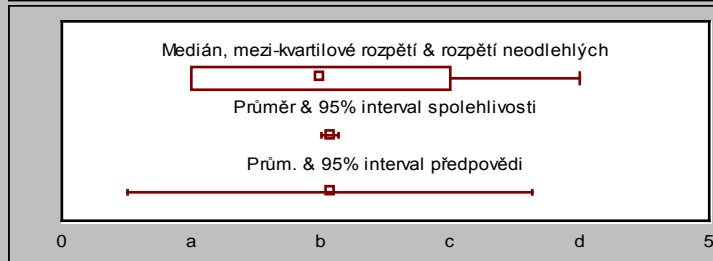 Medián, mezi-kvartilové rozpětí & rozpětí neodlehlých
Průměr & 95% interval spolehlivosti
Prům. & 95% interval předpovědi
0 a b c d 5